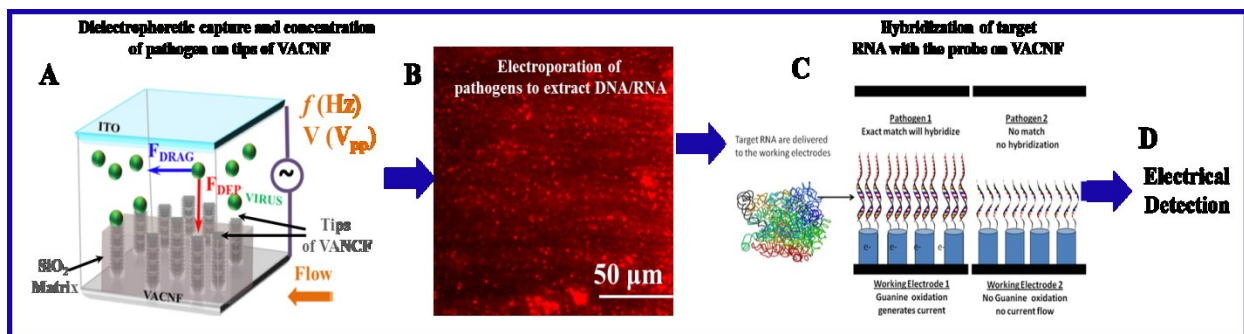 Dielectrophoretic capture and concentration
of pathogen on tips of VACNF
A
ITO
f (Hz)
V (Vpp)
FDRAG
~
FDEP
VIRUS
Tips
of VANCF
SiO2
Matrix
VACNF
Flow
B
Electroporation of
pathogens to extract DNA/RNA
50 µm
Hybridization of target
RNA with the probe on VACNF
C
Target RNA are delivered
to the working electrodes
Pathogen 1
Exact match will hybridize
Pathogen 2
No match
no hybridization
e- e- e- e-
Working Electrode 1
Guanine oxidation
generates current
Working Electrode 2
No Guanine oxidation
no current flow
D
Electrical
Detection